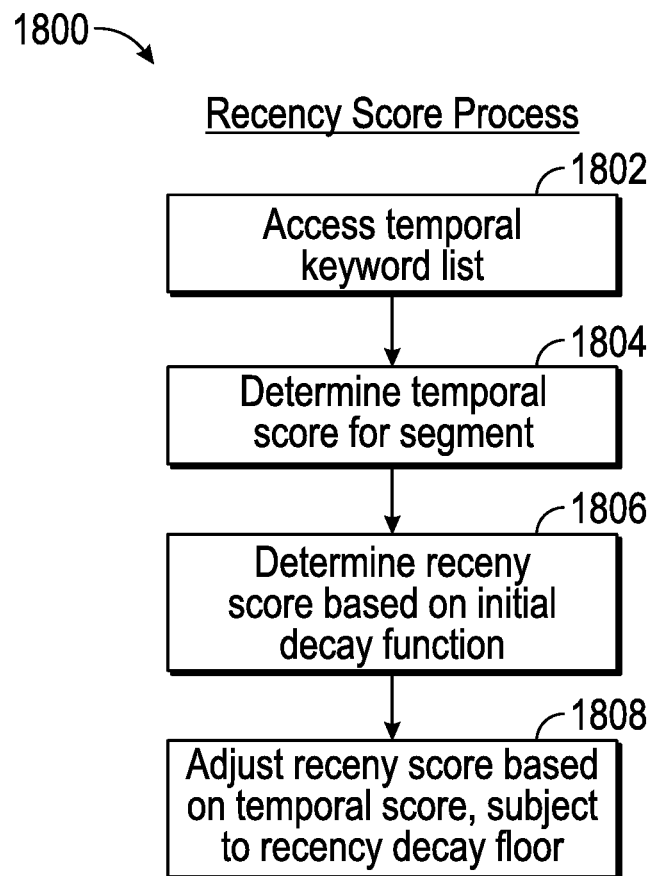 1800
Recency Score Process
1802
Access temporal
keyword list
1804
Determine temporal
score for segment
1806
Determine receny
score based on initial
decay function
1808
Adjust receny score based
on temporal score, subject
to recency decay floor